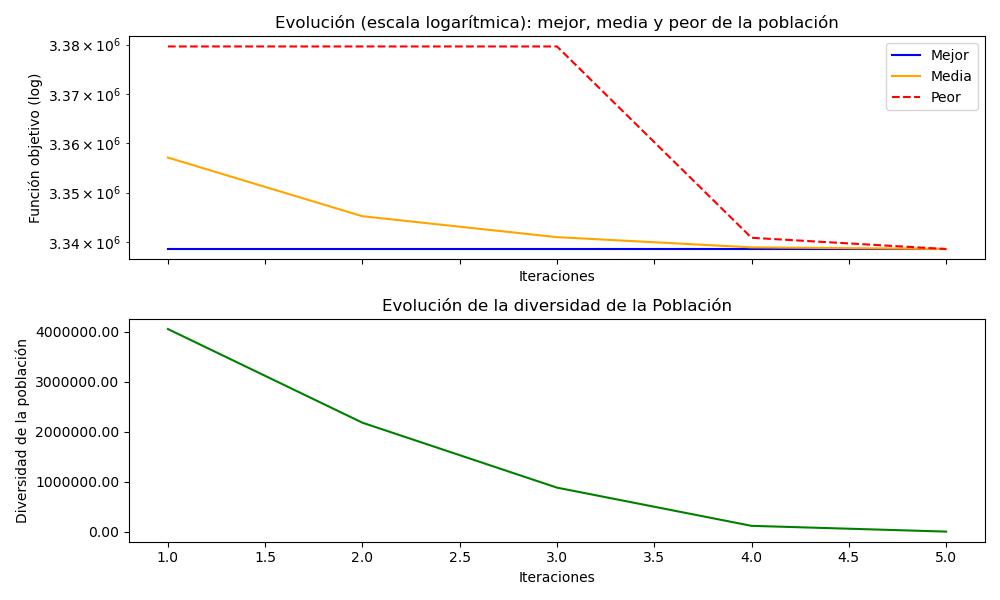 Evolución (escala logarítmica): mejor, media y peor de la población
Función objetivo (log)
3.38 × 10⁶
3.37 × 10⁶
3.36 × 10⁶
3.35 × 10⁶
3.34 × 10⁶
Mejor
Media
Peor
Iteraciones
Evolución de la diversidad de la Población
Diversidad de la población
4000000.00
3000000.00
2000000.00
1000000.00
0.00
1.0 1.5 2.0 2.5 3.0 3.5 4.0 4.5 5.0
Iteraciones